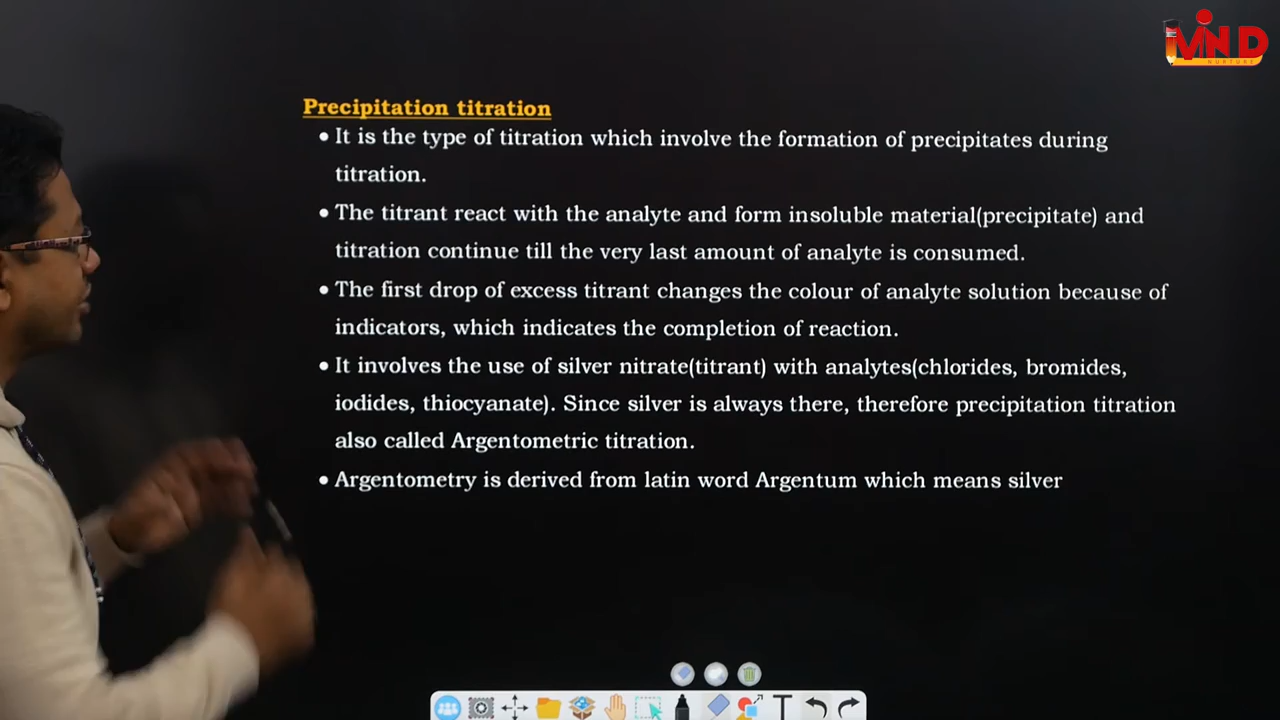 MIND
NURTURE
Precipitation titration
• It is the type of titration which involve the formation of precipitates during
titration.
• The titrant react with the analyte and form insoluble material(precipitate) and
titration continue till the very last amount of analyte is consumed.
• The first drop of excess titrant changes the colour of analyte solution because of
indicators, which indicates the completion of reaction.
• It involves the use of silver nitrate(titrant) with analytes(chlorides, bromides,
iodides, thiocyanate). Since silver is always there, therefore precipitation titration
also called Argentometric titration.
• Argentometry is derived from latin word Argentum which means silver
T